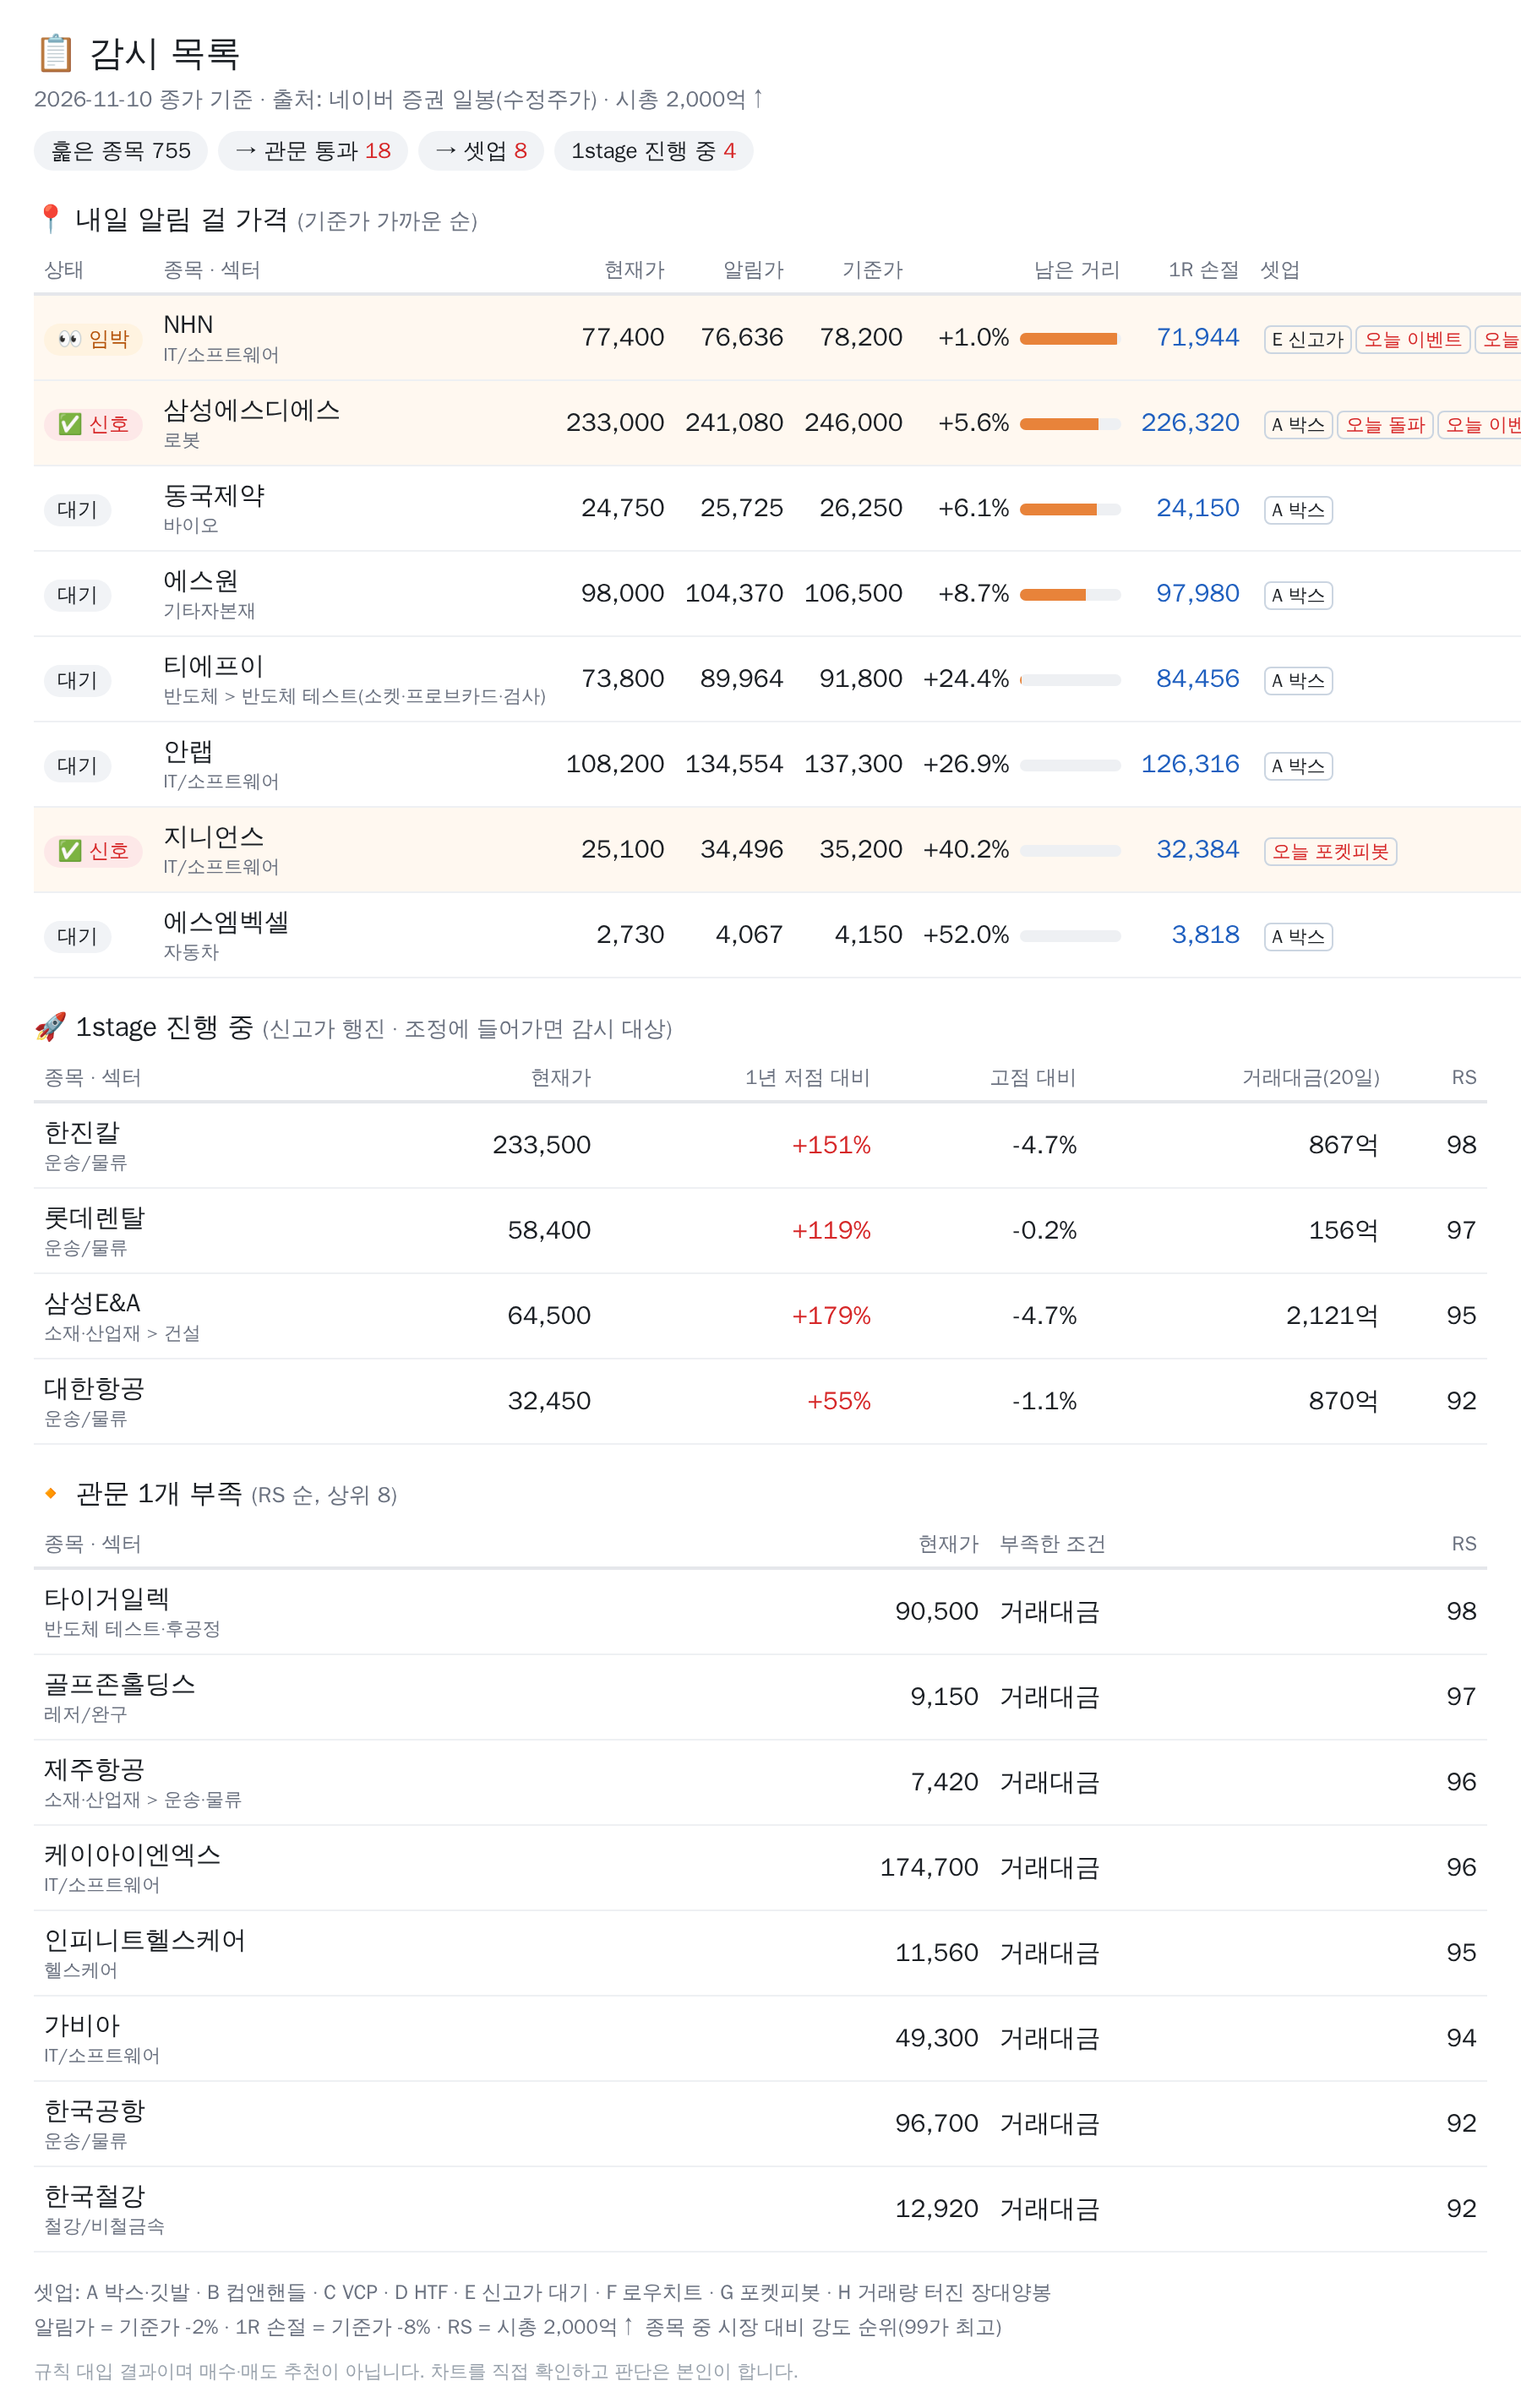 📋 감시 목록
2026-11-10 종가 기준 · 출처: 네이버 증권 일봉(수정주가) · 시총 2,000억↑
훑은 종목 755 → 관문 통과 18 → 셋업 8 1stage 진행 중 4
📍 내일 알림 걸 가격 (기준가 가까운 순)
상태 종목 · 섹터 현재가 알림가 기준가 남은 거리 1R 손절 셋업
👀 임박 NHN 77,400 76,636 78,200 +1.0% 71,944 E 신고가 오늘 이벤트 오늘
IT/소프트웨어
✅ 신호 삼성에스디에스 233,000 241,080 246,000 +5.6% 226,320 A 박스 오늘 돌파 오늘 이벤
로봇
대기 동국제약 24,750 25,725 26,250 +6.1% 24,150 A 박스
바이오
대기 에스원 98,000 104,370 106,500 +8.7% 97,980 A 박스
기타자본재
대기 티에프이 73,800 89,964 91,800 +24.4% 84,456 A 박스
반도체 > 반도체 테스트(소켓·프로브카드·검사)
대기 안랩 108,200 134,554 137,300 +26.9% 126,316 A 박스
IT/소프트웨어
✅ 신호 지니언스 25,100 34,496 35,200 +40.2% 32,384 오늘 포켓피봇
IT/소프트웨어
대기 에스엠벡셀 2,730 4,067 4,150 +52.0% 3,818 A 박스
자동차
🚀 1stage 진행 중 (신고가 행진 · 조정에 들어가면 감시 대상)
종목 · 섹터 현재가 1년 저점 대비 고점 대비 거래대금(20일) RS
한진칼 233,500 +151% -4.7% 867억 98
운송/물류
롯데렌탈 58,400 +119% -0.2% 156억 97
운송/물류
삼성E&A 64,500 +179% -4.7% 2,121억 95
소재·산업재 > 건설
대한항공 32,450 +55% -1.1% 870억 92
운송/물류
🔸 관문 1개 부족 (RS 순, 상위 8)
종목 · 섹터 현재가 부족한 조건 RS
타이거일렉 90,500 거래대금 98
반도체 테스트·후공정
골프존홀딩스 9,150 거래대금 97
레저/완구
제주항공 7,420 거래대금 96
소재·산업재 > 운송·물류
케이아이엔엑스 174,700 거래대금 96
IT/소프트웨어
인피니트헬스케어 11,560 거래대금 95
헬스케어
가비아 49,300 거래대금 94
IT/소프트웨어
한국공항 96,700 거래대금 92
운송/물류
한국철강 12,920 거래대금 92
철강/비철금속
셋업: A 박스·깃발 · B 컵앤핸들 · C VCP · D HTF · E 신고가 대기 · F 로우치트 · G 포켓피봇 · H 거래량 터진 장대양봉
알림가 = 기준가 -2% · 1R 손절 = 기준가 -8% · RS = 시총 2,000억↑ 종목 중 시장 대비 강도 순위(99가 최고)
규칙 대입 결과이며 매수·매도 추천이 아닙니다. 차트를 직접 확인하고 판단은 본인이 합니다.